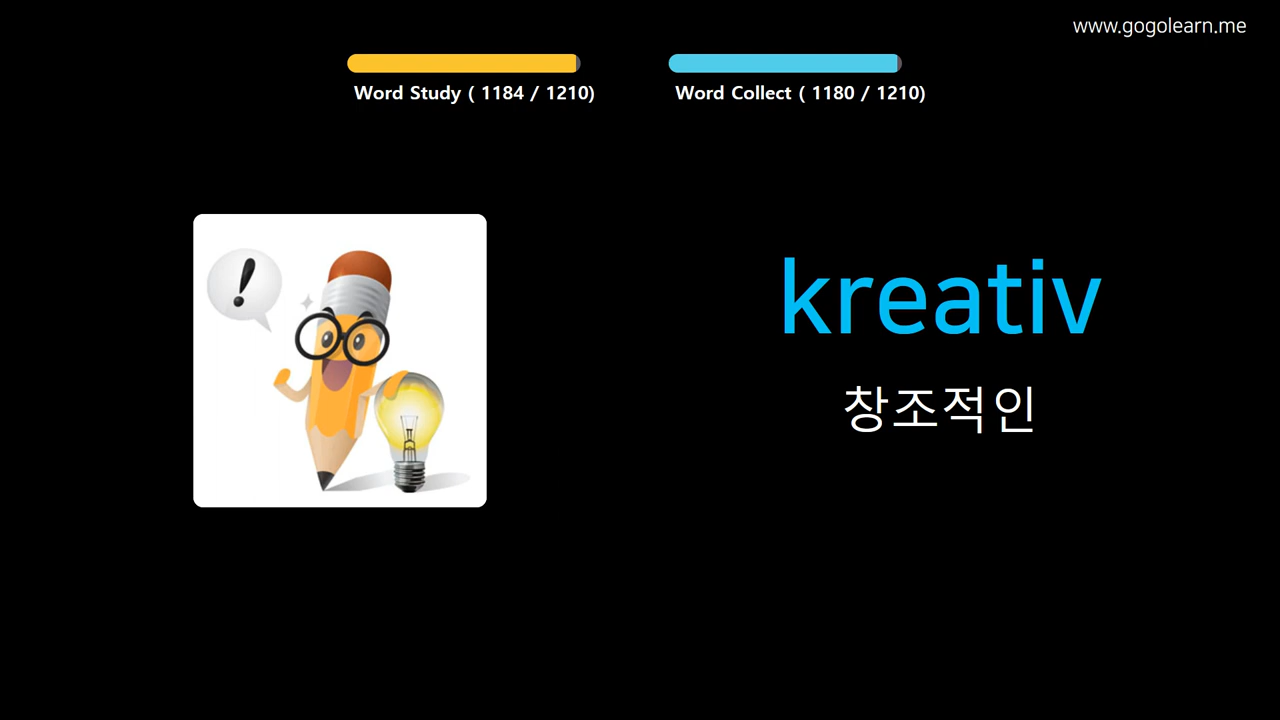 www.gogolearn.me
Word Study ( 1184 / 1210)
Word Collect ( 1180 / 1210)
!
kreativ
창조적인